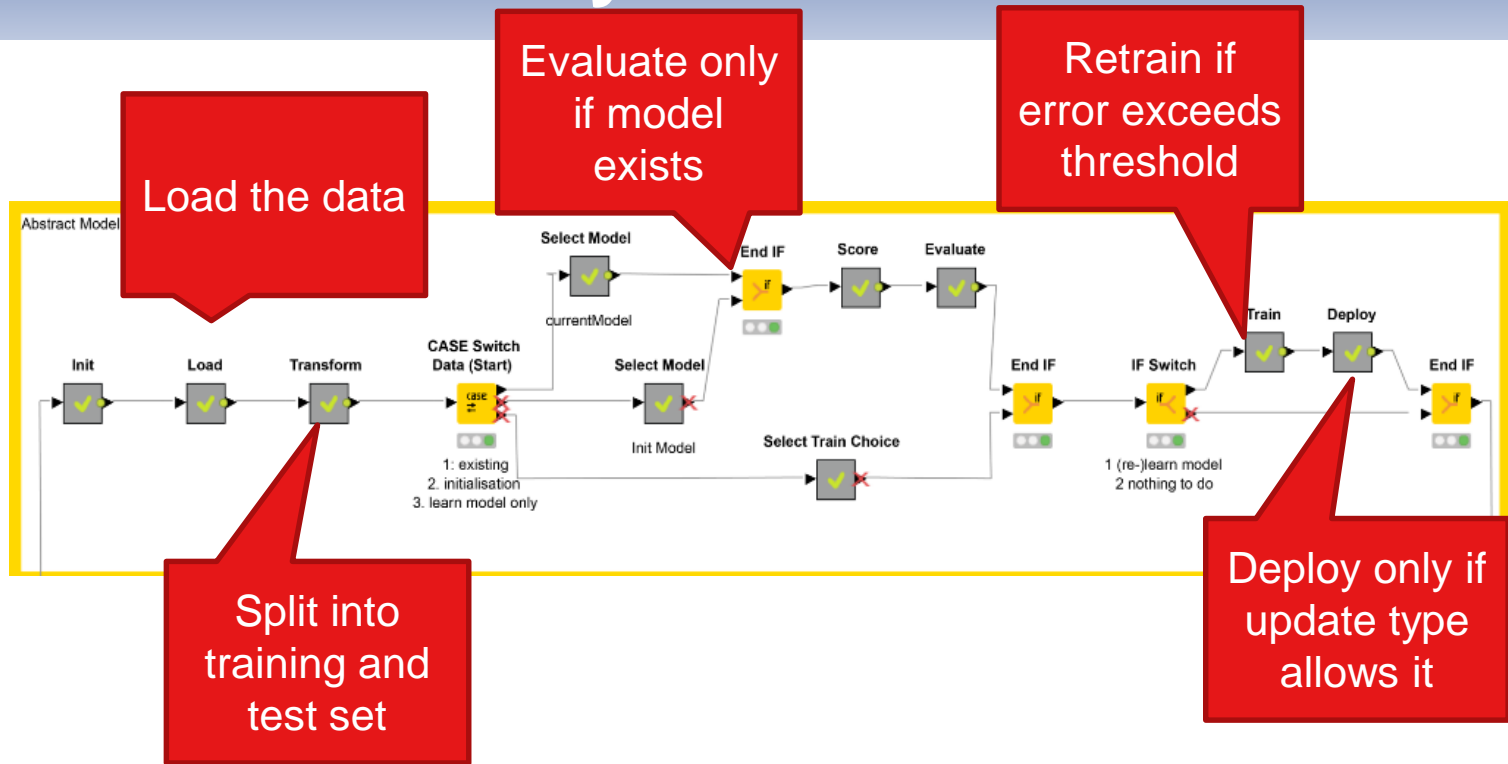 Evaluate only
if model
exists
Retrain if
error exceeds
threshold
Load the data
Abstract Model
Select Model
currentModel
End IF
Score
Evaluate
Init
Load
Transform
CASE Switch
Data (Start)
case
1: existing
2. initialisation
3. learn model only
Select Model
Init Model
Select Train Choice
End IF
if
IF Switch
if
1 (re-)learn model
2 nothing to do
Train
Deploy
End IF
if
if
Split into
training and
test set
Deploy only if
update type
allows it